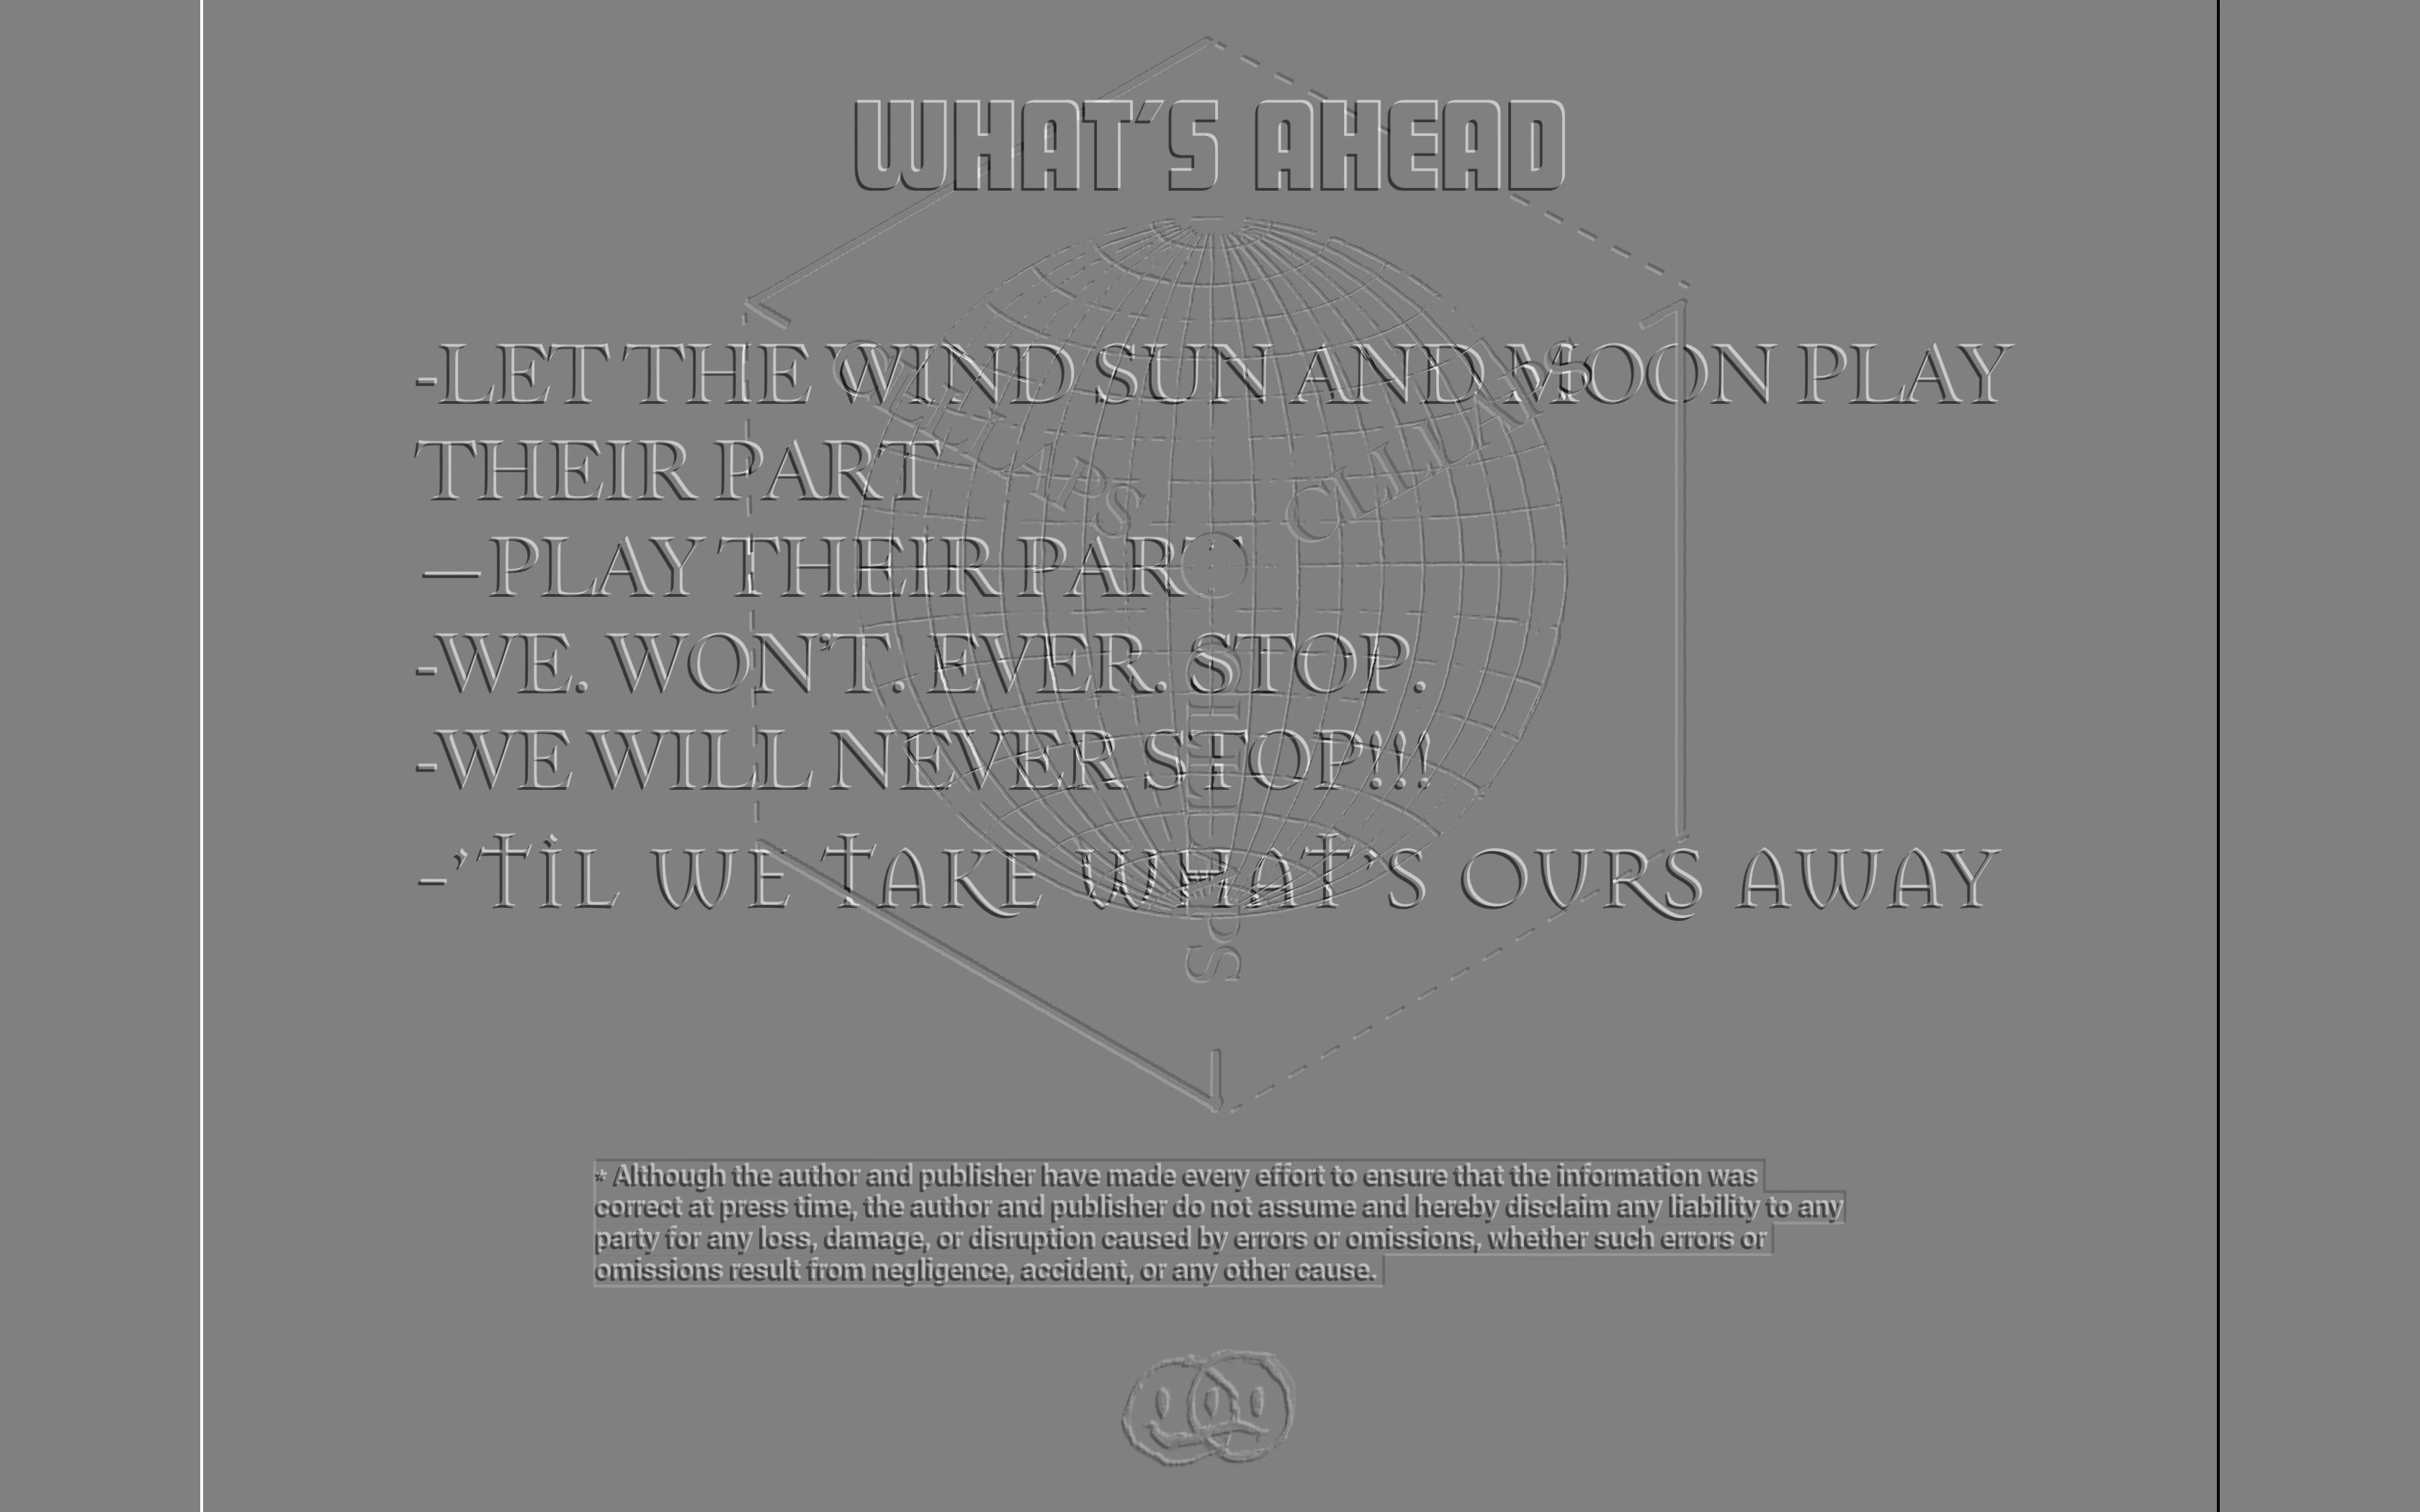 WHAT'S AHEAD
-LET THE WIND SUN AND MOON PLAY
THEIR PART
—PLAY THEIR PART
-WE. WON'T. EVER. STOP.
-WE WILL NEVER STOP!!!
-'TIL WE TAKE WHAT'S OURS AWAY
* Although the author and publisher have made every effort to ensure that the information was
correct at press time, the author and publisher do not assume and hereby disclaim any liability to any
party for any loss, damage, or disruption caused by errors or omissions, whether such errors or
omissions result from negligence, accident, or any other cause.